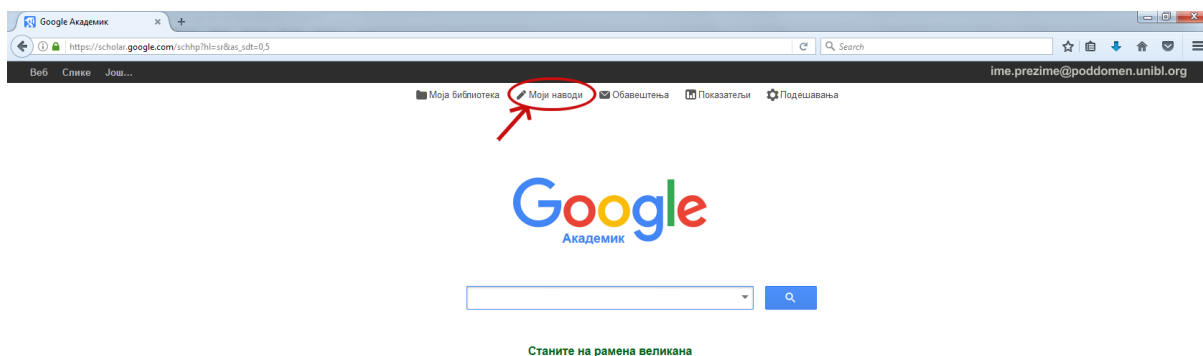 Google Академик
https://scholar.google.com/schhp?hl=sr&as_sdt=0,5
Search
Веб Слике Још...
ime.prezime@poddomen.unibl.org
Моја библиотека Моји наводи Обавештења Показатељи Подешавања
Google
Академик
Станите на рамена великана